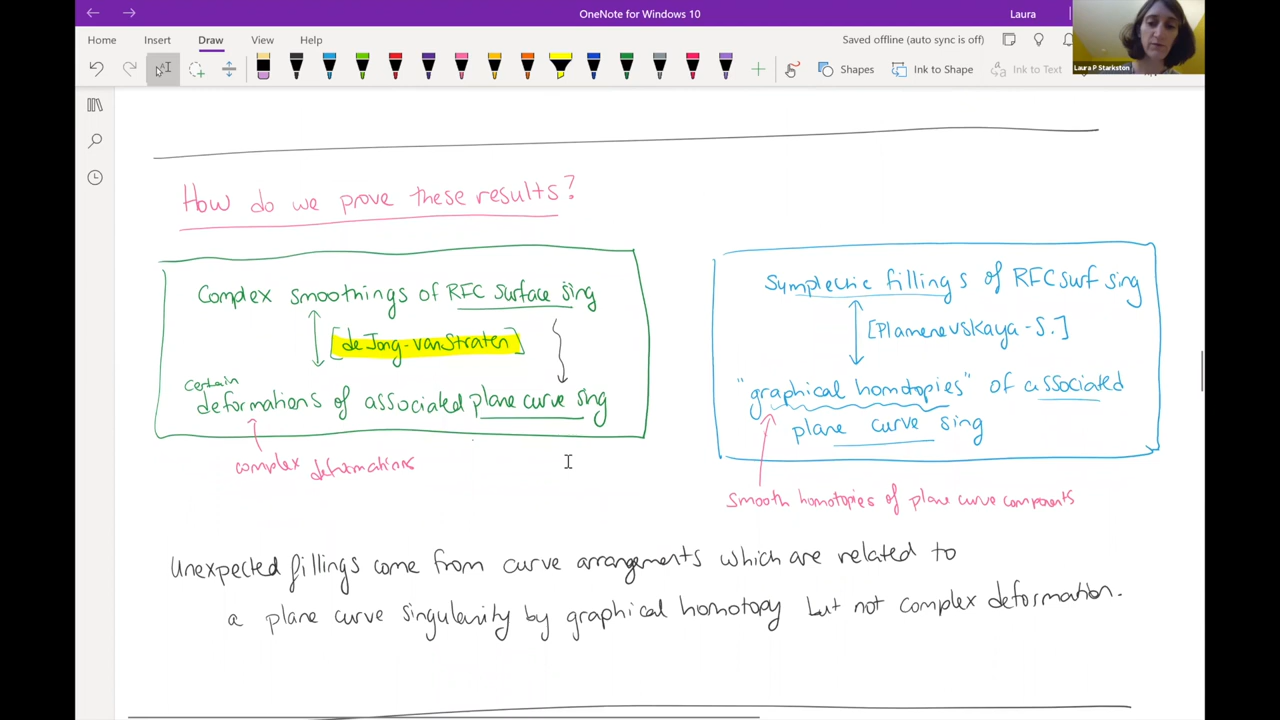 OneNote for Windows 10
Laura
Home Insert Draw View Help
Saved offline (auto sync is off)
Shapes
Ink to Shape
Ink to Text
Laura P Starkston
How do we prove these results?
Complex smoothings of RFC surface sing
[de Jong-vanStraten]
certain
deformations of associated plane curve sing
complex deformations
Symplectic fillings of RFC surf sing
[Plamenevskaya-S.]
"graphical homotopies" of associated
plane curve sing
Smooth homotopies of plane curve components
Unexpected fillings come from curve arrangements which are related to
a plane curve singularity by graphical homotopy but not complex deformation.